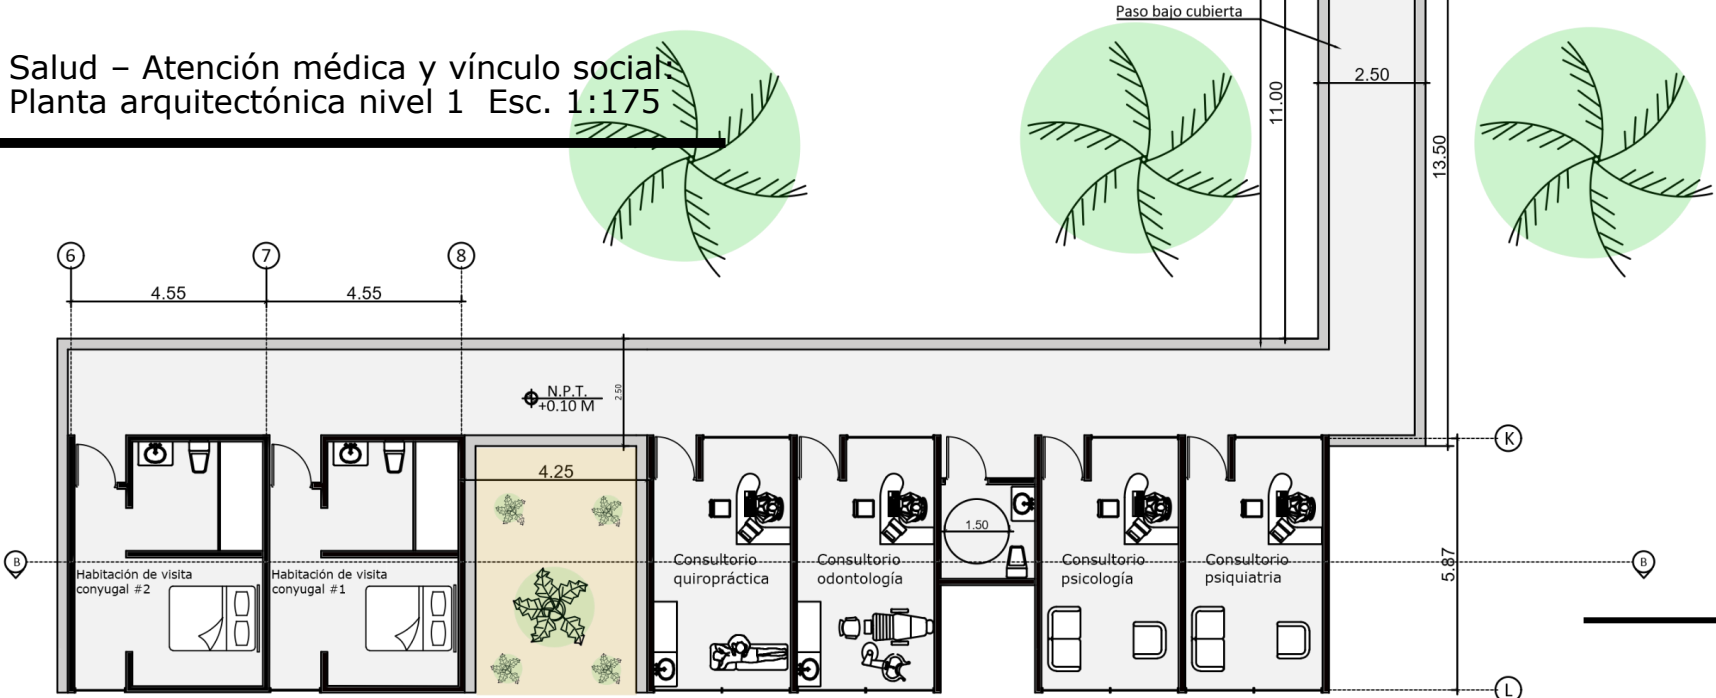 Paso bajo cubierta
Salud – Atención médica y vínculo social:
Planta arquitectónica nivel 1 Esc. 1:175
2.50
11.00
13.50
6
7
8
4.55
4.55
2.50
N.P.T.
+0.10 M
K
4.25
1.50
5.87
B
B
Habitación de visita
conyugal #2
Habitación de visita
conyugal #1
Consultorio
quiropráctica
Consultorio
odontología
Consultorio
psicología
Consultorio
psiquiatria
L